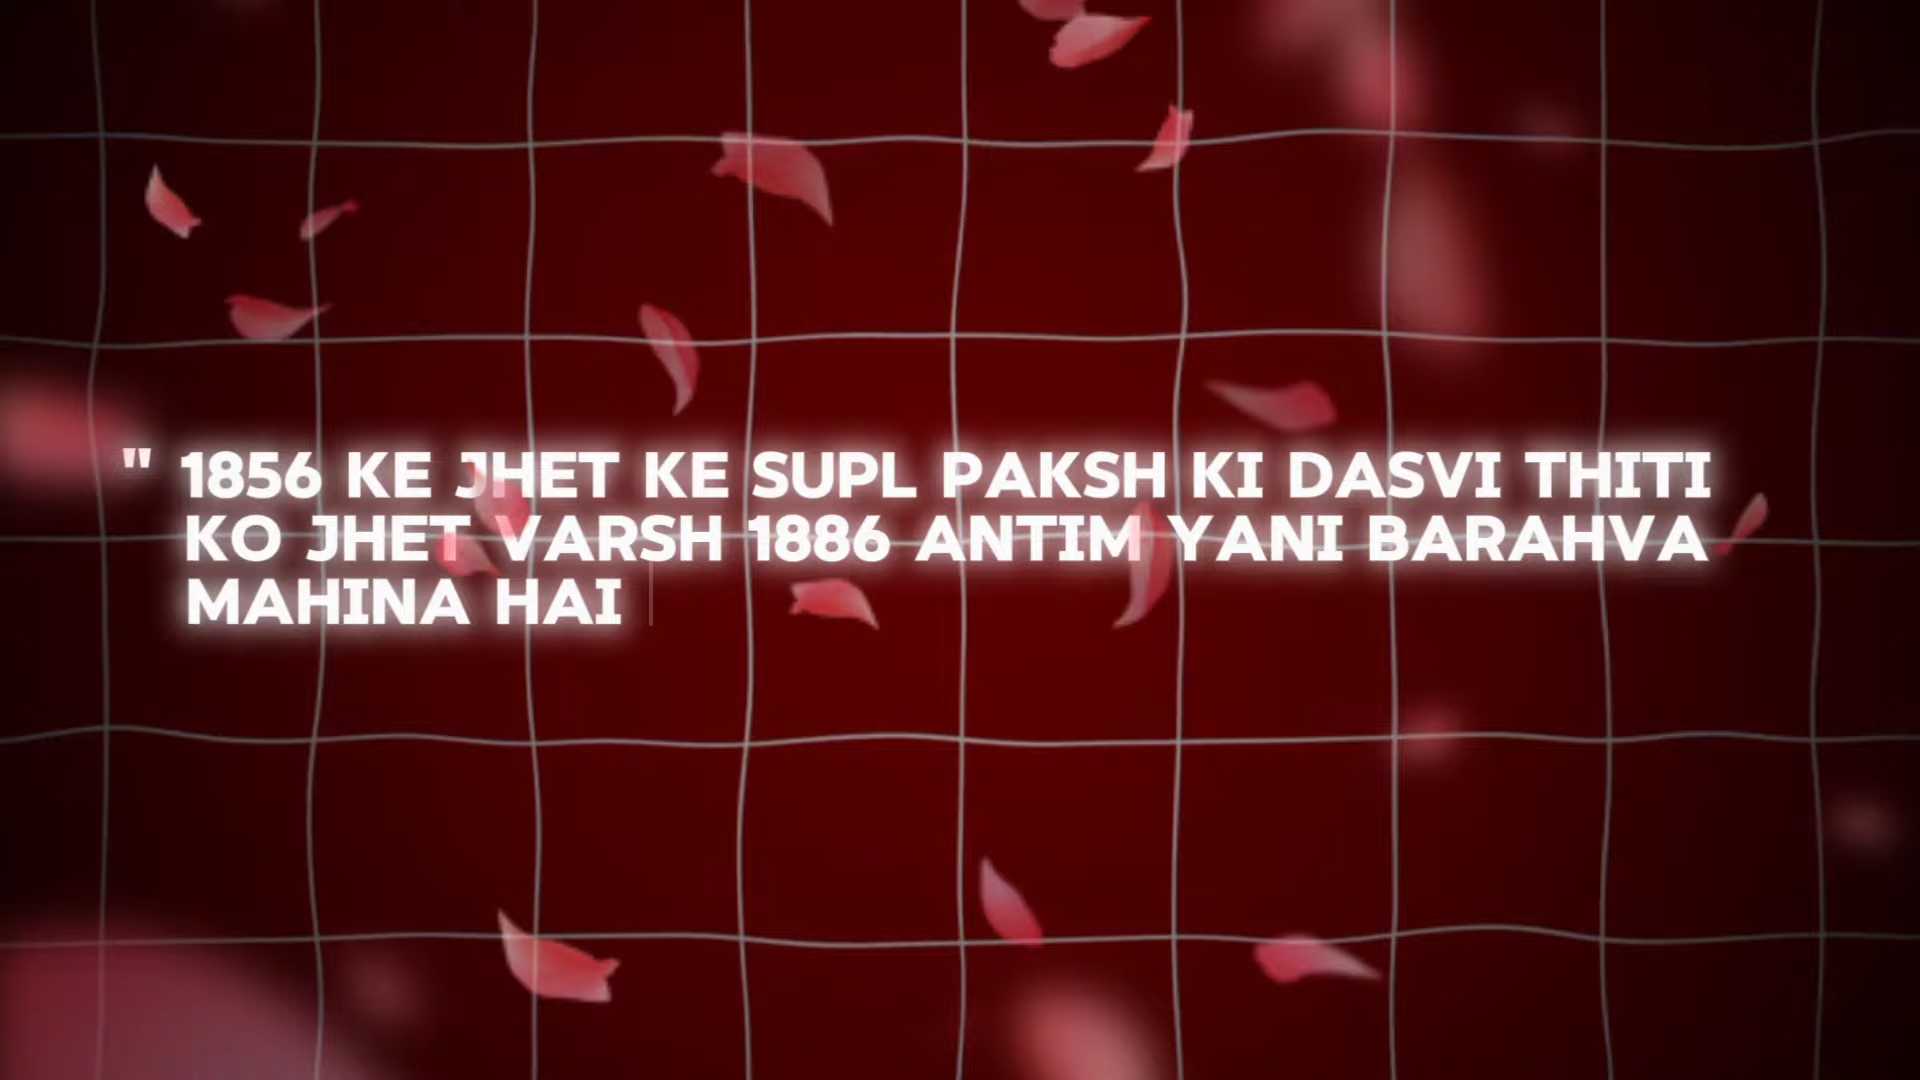 " 1856 KE JHET KE SUPL PAKSH KI DASVI THITI
KO JHET VARSH 1886 ANTIM YANI BARAHVA
MAHINA HAI